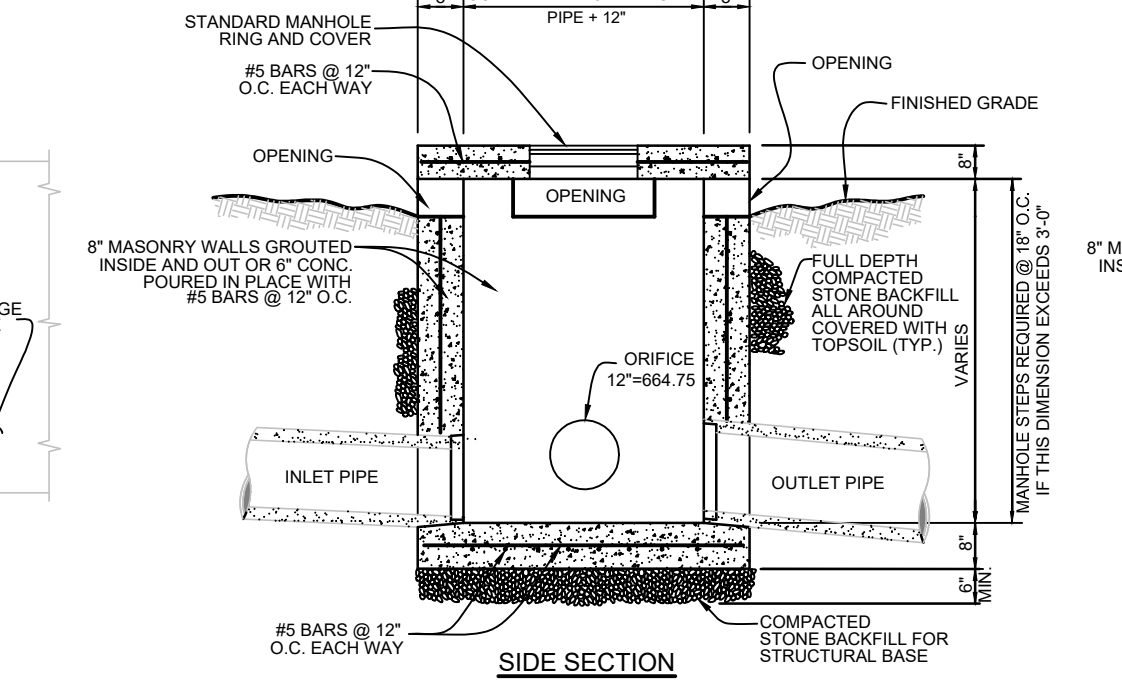 PIPE + 12"
STANDARD MANHOLE
RING AND COVER
#5 BARS @ 12"
O.C. EACH WAY
OPENING
FINISHED GRADE
OPENING
OPENING
8"
8" MASONRY WALLS GROUTED
INSIDE AND OUT OR 6" CONC.
POURED IN PLACE WITH
#5 BARS @ 12" O.C.
FULL DEPTH
COMPACTED
STONE BACKFILL
ALL AROUND
COVERED WITH
TOPSOIL (TYP.)
VARIES
MANHOLE STEPS REQUIRED @ 18" O.C.
IF THIS DIMENSION EXCEEDS 3'-0"
8" M
INS
GE
ORIFICE
12"=664.75
INLET PIPE
OUTLET PIPE
8"
6"
MIN.
#5 BARS @ 12"
O.C. EACH WAY
COMPACTED
STONE BACKFILL FOR
STRUCTURAL BASE
SIDE SECTION